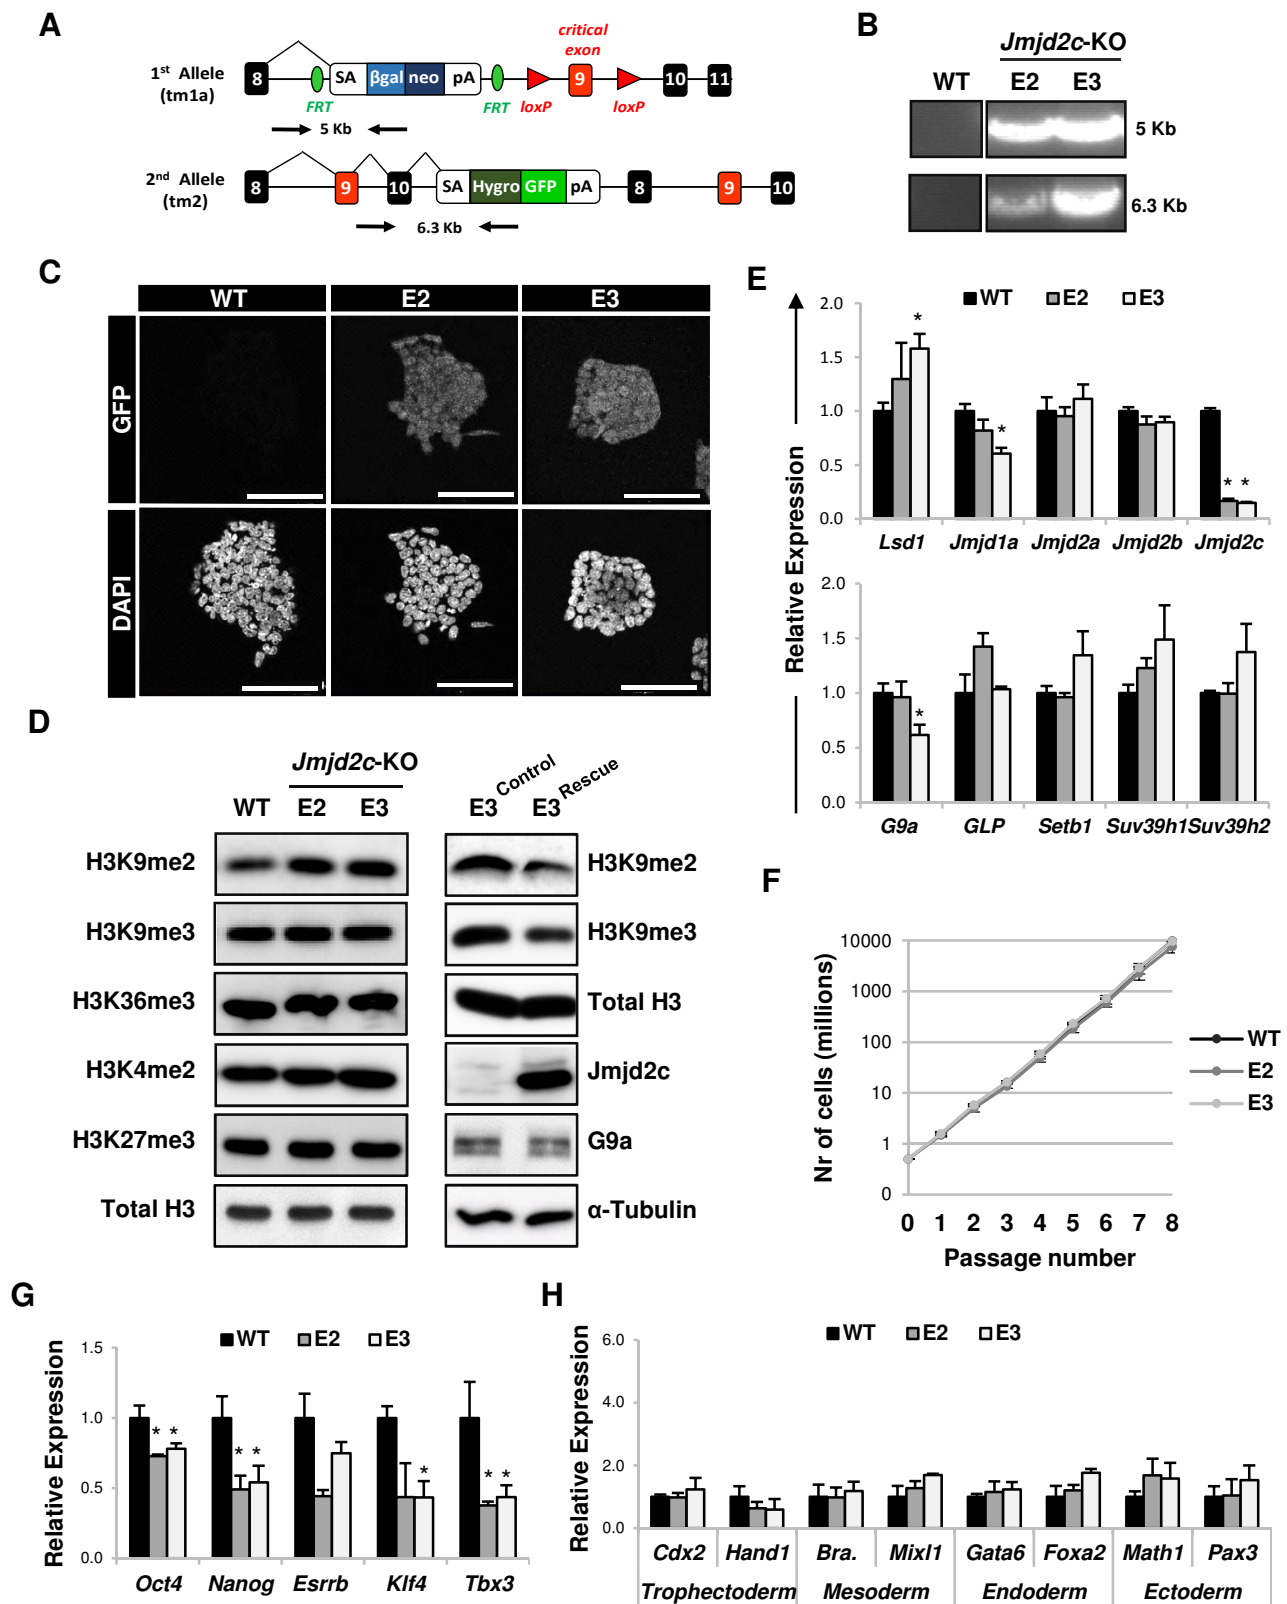 A
1st Allele
(tm1a)
8
SA
βgal
neo
pA
critical
exon
9
10
11
FRT
FRT
loxP
loxP
5 Kb
2nd Allele
(tm2)
8
9
10
SA
Hygro
GFP
pA
8
9
10
6.3 Kb
B
Jmjd2c-KO
WT
E2
E3
5 Kb
6.3 Kb
C
WT
E2
E3
GFP
DAPI
D
Jmjd2c-KO
WT
E2
E3
E3 Control
E3 Rescue
H3K9me2
H3K9me3
H3K36me3
H3K4me2
H3K27me3
Total H3
H3K9me2
H3K9me3
Total H3
Jmjd2c
G9a
α-Tubulin
E
Relative Expression
WT
E2
E3
2.0
1.5
1.0
0.5
0.0
*
*
* *
Lsd1
Jmjd1a
Jmjd2a
Jmjd2b
Jmjd2c
2.0
1.5
1.0
0.5
0.0
*
G9a
GLP
Setb1
Suv39h1
Suv39h2
F
Nr of cells (millions)
10000
1000
100
10
1
0
0 1 2 3 4 5 6 7 8
Passage number
WT
E2
E3
G
Relative Expression
WT
E2
E3
1.5
1.0
0.5
0.0
* *
* *
*
* *
Oct4
Nanog
Esrrb
Klf4
Tbx3
H
Relative Expression
WT
E2
E3
6.0
4.0
2.0
0.0
Cdx2
Hand1
Bra.
Mixl1
Gata6
Foxa2
Math1
Pax3
Trophectoderm
Mesoderm
Endoderm
Ectoderm